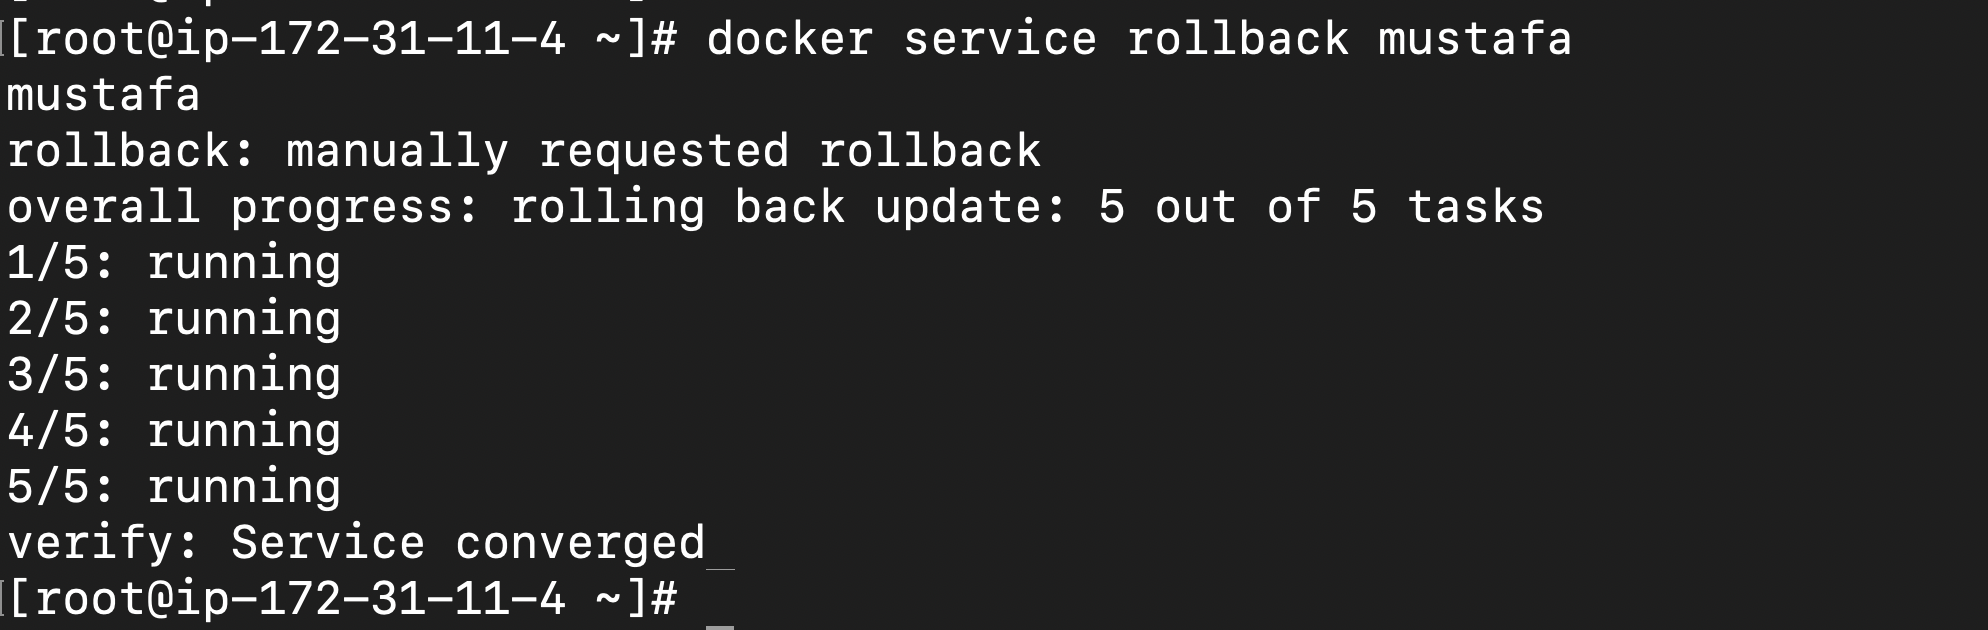 [root@ip-172-31-11-4 ~]# docker service rollback mustafa
mustafa
rollback: manually requested rollback
overall progress: rolling back update: 5 out of 5 tasks
1/5: running
2/5: running
3/5: running
4/5: running
5/5: running
verify: Service converged
[root@ip-172-31-11-4 ~]#